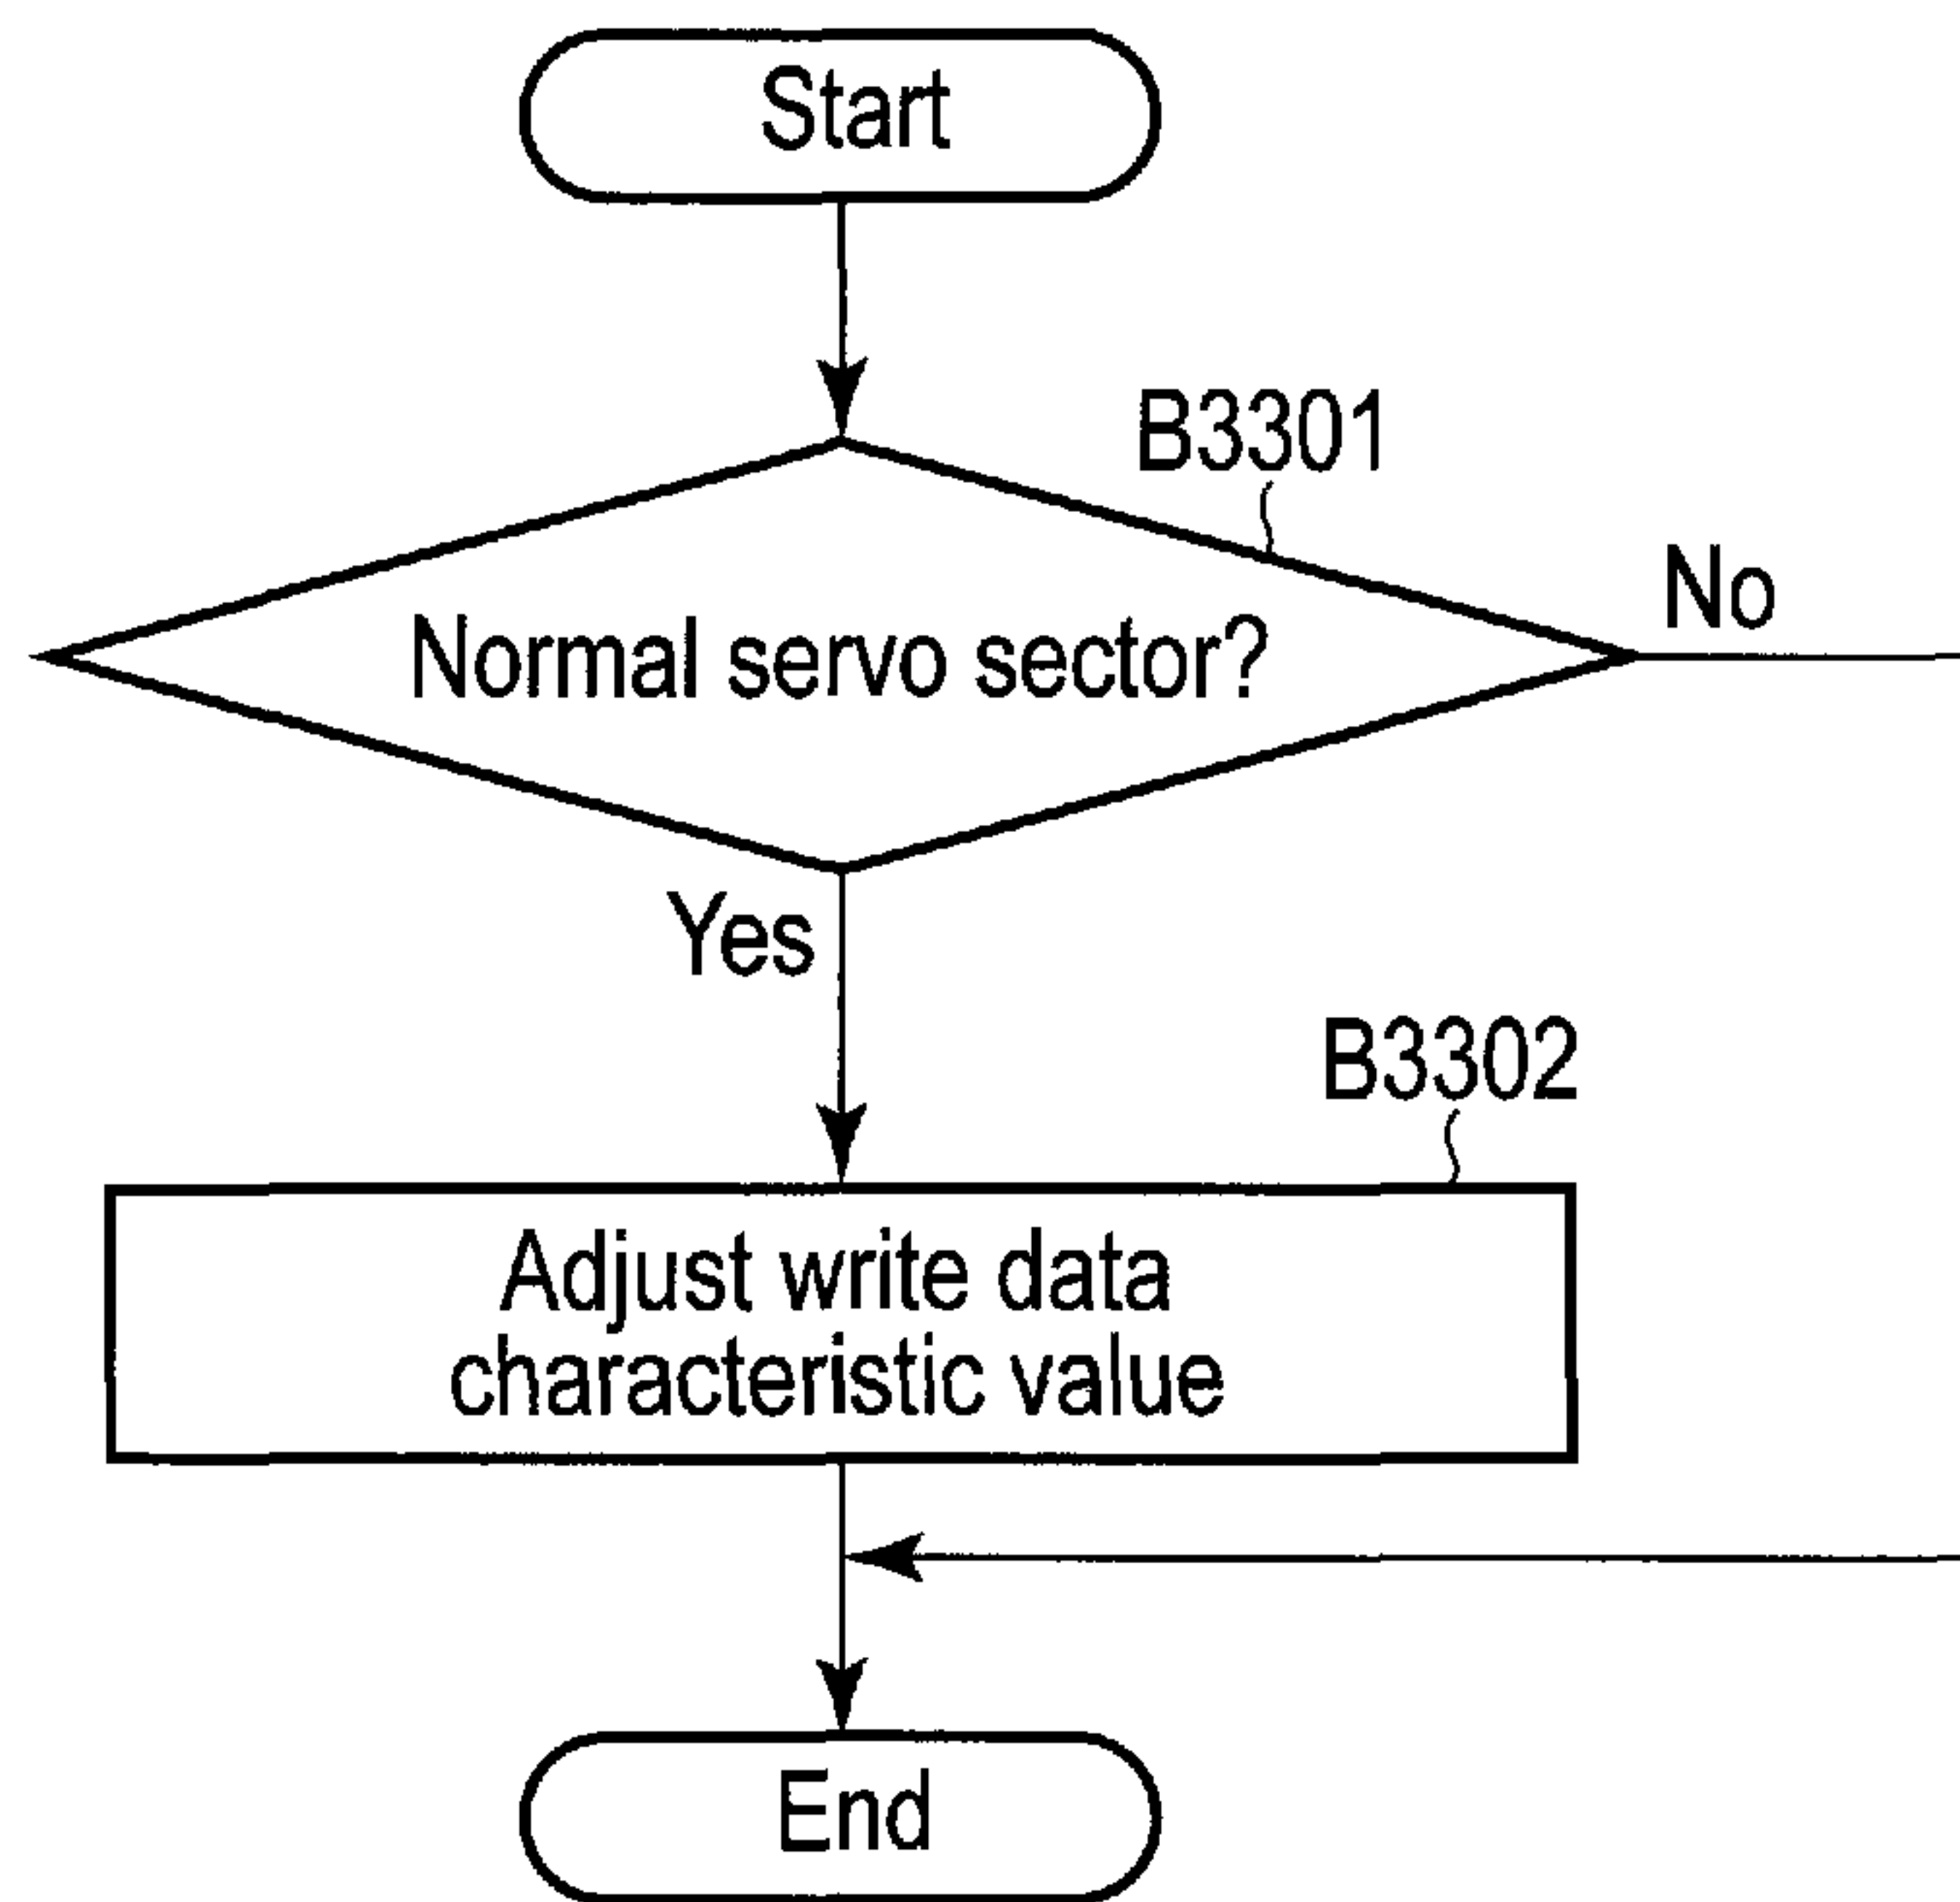 Start
B3301
No
Normal servo sector?
Yes
B3302
Adjust write data
characteristic value
End